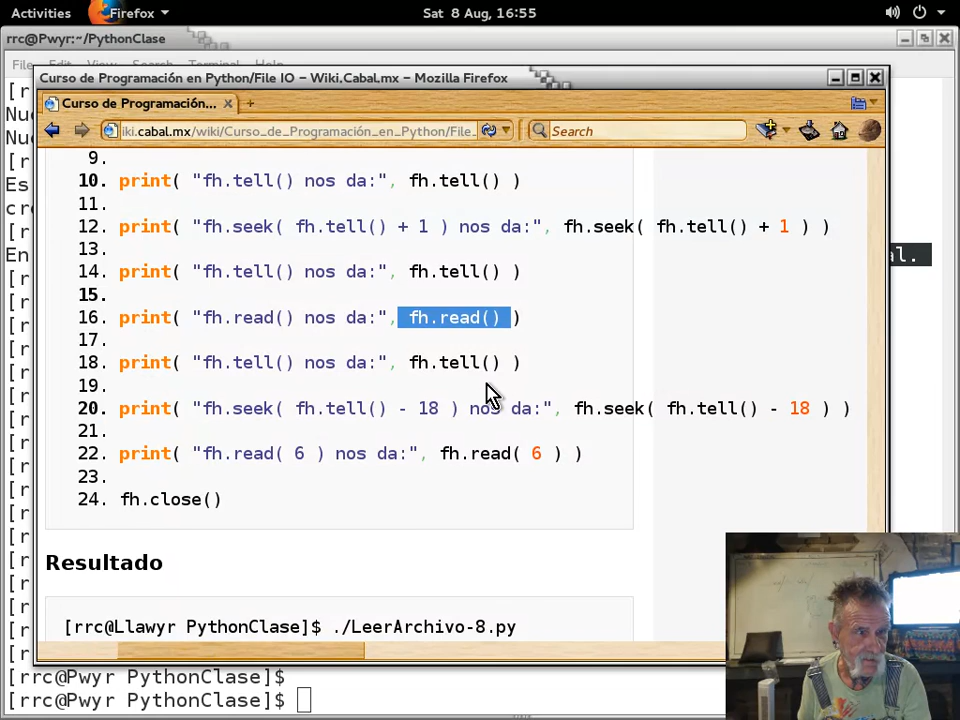 Activities Firefox Sat 8 Aug, 16:55
rrc@Pwyr:~/PythonClase
File Edit View Search Terminal Help
Curso de Programación en Python/File IO – Wiki.Cabal.mx – Mozilla Firefox
Curso de Programación... × +
iki.cabal.mx/wiki/Curso_de_Programación_en_Python/File_ Search
9.
10. print( "fh.tell() nos da:", fh.tell() )
11.
12. print( "fh.seek( fh.tell() + 1 ) nos da:", fh.seek( fh.tell() + 1 ) )
13.
14. print( "fh.tell() nos da:", fh.tell() )
15.
16. print( "fh.read() nos da:", fh.read() )
17.
18. print( "fh.tell() nos da:", fh.tell() )
19.
20. print( "fh.seek( fh.tell() - 18 ) nos da:", fh.seek( fh.tell() - 18 ) )
21.
22. print( "fh.read( 6 ) nos da:", fh.read( 6 ) )
23.
24. fh.close()
Resultado
[rrc@Llawyr PythonClase]$ ./LeerArchivo-8.py
[rrc@Pwyr PythonClase]$
[rrc@Pwyr PythonClase]$